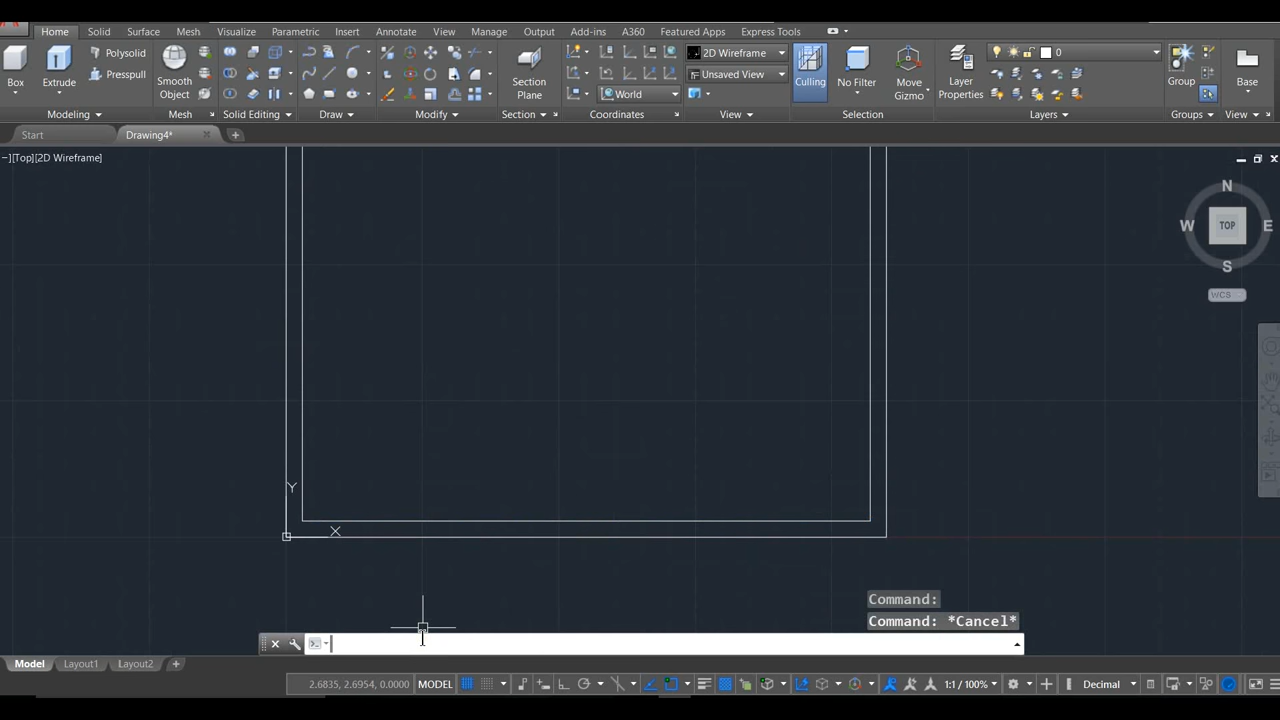 Home Solid Surface Mesh Visualize Parametric Insert Annotate View Manage Output Add-ins A360 Featured Apps Express Tools
Box
Extrude
Polysolid
Presspull
Smooth
Object
Section
Plane
World
2D Wireframe
Unsaved View
Culling
No Filter
Move
Gizmo
Layer
Properties
0
Group
Base
Modeling Mesh Solid Editing Draw Modify Section Coordinates View Selection Layers Groups View
Start Drawing4* +
−][Top][2D Wireframe]
N
W TOP E
S
WCS
Y
X
Command:
Command: *Cancel*
Model Layout1 Layout2 +
2.6835, 2.6954, 0.0000 MODEL 1:1 / 100% Decimal